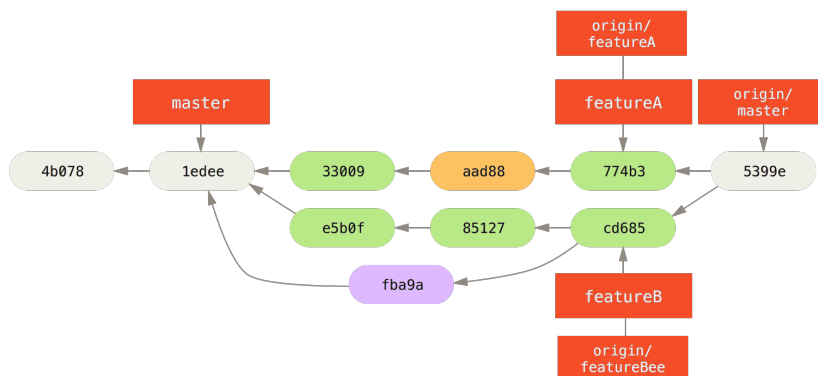 origin/
featureA
master
featureA
origin/
master
4b078
1edee
33009
aad88
774b3
5399e
e5b0f
85127
cd685
fba9a
featureB
origin/
featureBee